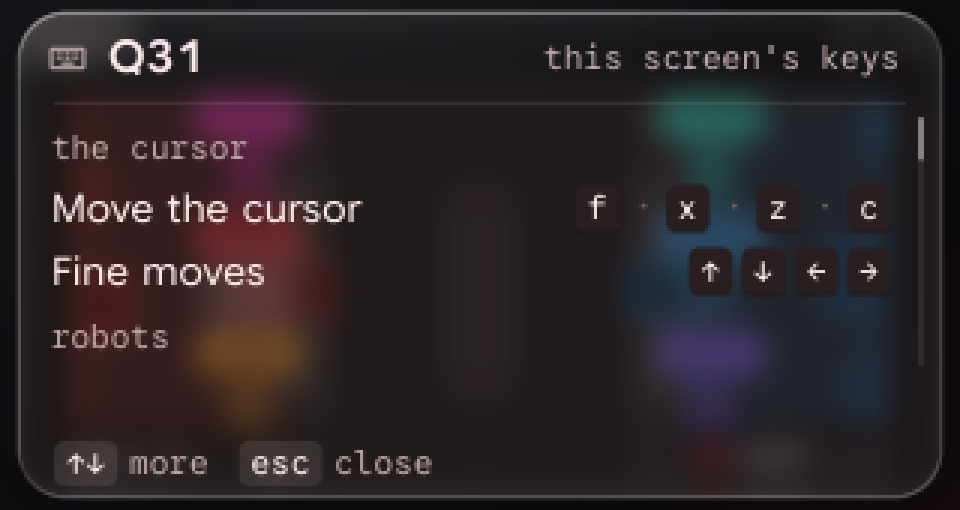 Q31 this screen's keys
the cursor
Move the cursor f · x · z · c
Fine moves ↑ ↓ ← →
robots
↑↓ more esc close